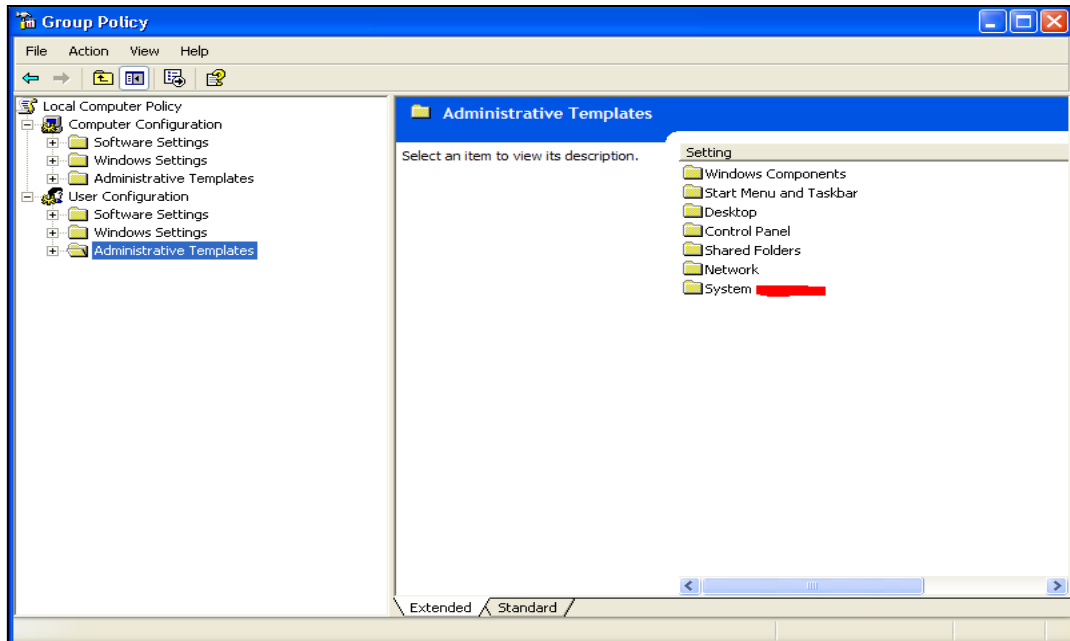 Group Policy
File Action View Help
Local Computer Policy
Computer Configuration
Software Settings
Windows Settings
Administrative Templates
User Configuration
Software Settings
Windows Settings
Administrative Templates
Administrative Templates
Select an item to view its description.
Setting
Windows Components
Start Menu and Taskbar
Desktop
Control Panel
Shared Folders
Network
System
Extended Standard